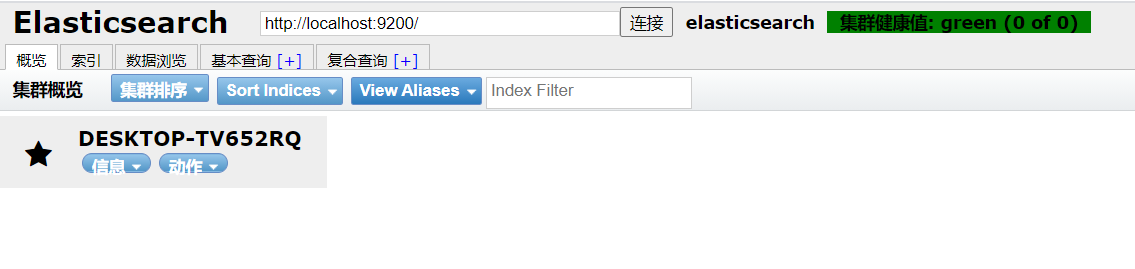 Elasticsearch http://localhost:9200/ 连接 elasticsearch 集群健康值: green (0 of 0)
概览 索引 数据浏览 基本查询 [+] 复合查询 [+]
集群概览 集群排序 Sort Indices View Aliases Index Filter
DESKTOP-TV652RQ
信息 动作